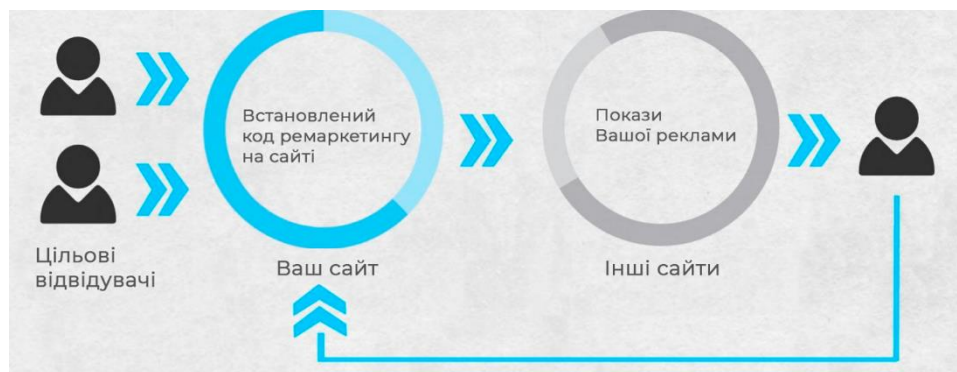 Встановлений
код ремаркетингу
на сайті
Покази
Вашої реклами
Цільові
відвідувачі
Ваш сайт
Інші сайти